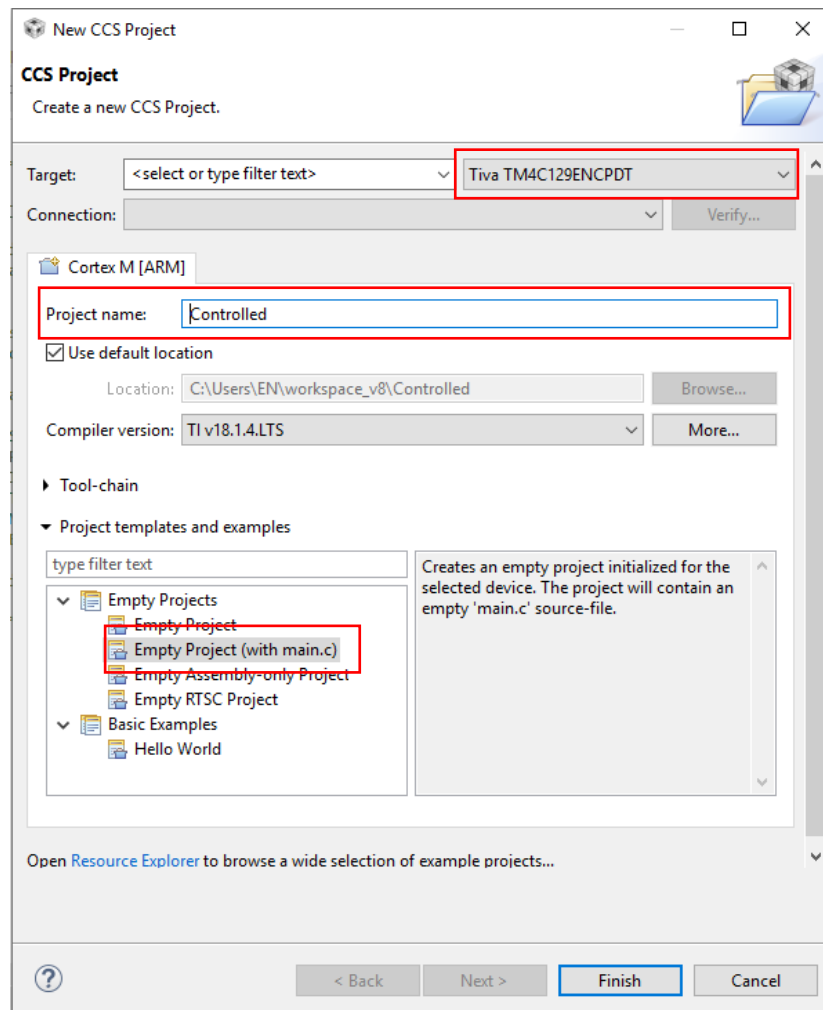 New CCS Project
CCS Project
Create a new CCS Project.
Target: <select or type filter text> Tiva TM4C129ENCPDT
Connection: Verify...
Cortex M [ARM]
Project name: Controlled
Use default location
Location: C:\Users\EN\workspace_v8\Controlled Browse...
Compiler version: TI v18.1.4.LTS More...
Tool-chain
Project templates and examples
type filter text
Empty Projects
Empty Project
Empty Project (with main.c)
Empty Assembly-only Project
Empty RTSC Project
Basic Examples
Hello World
Creates an empty project initialized for the
selected device. The project will contain an
empty 'main.c' source-file.
Open Resource Explorer to browse a wide selection of example projects...
? < Back Next > Finish Cancel